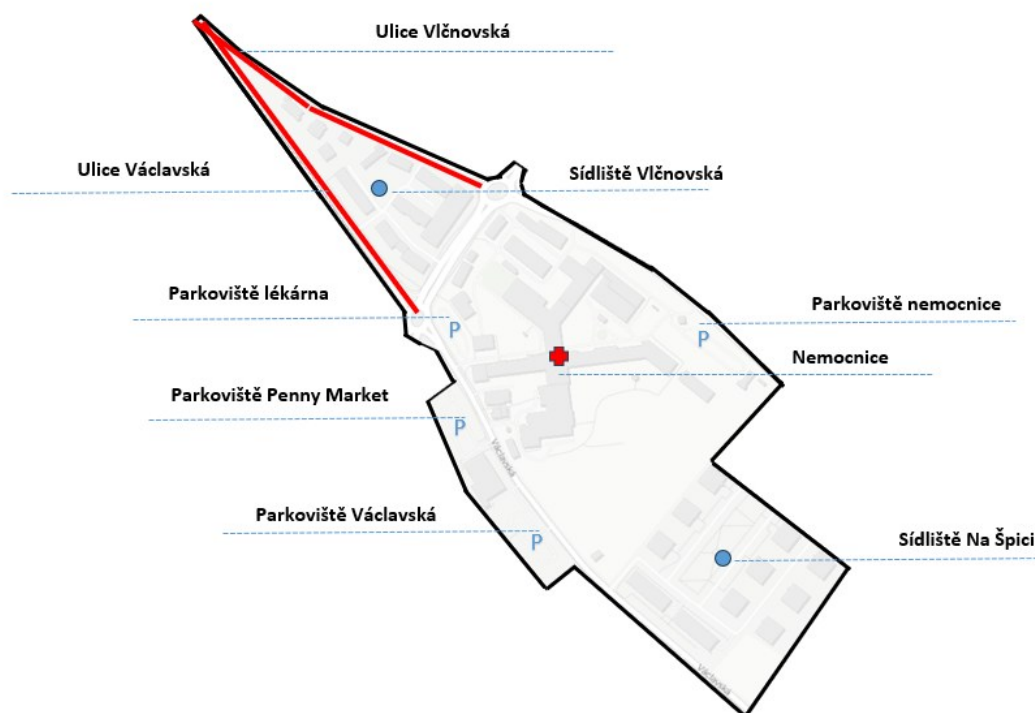 Ulice Vlčnovská
Ulice Václavská
Sídliště Vlčnovská
Parkoviště lékárna
P
Parkoviště nemocnice
P
Nemocnice
Parkoviště Penny Market
P
Václavská
Parkoviště Václavská
P
Sídliště Na Špici
Václavská